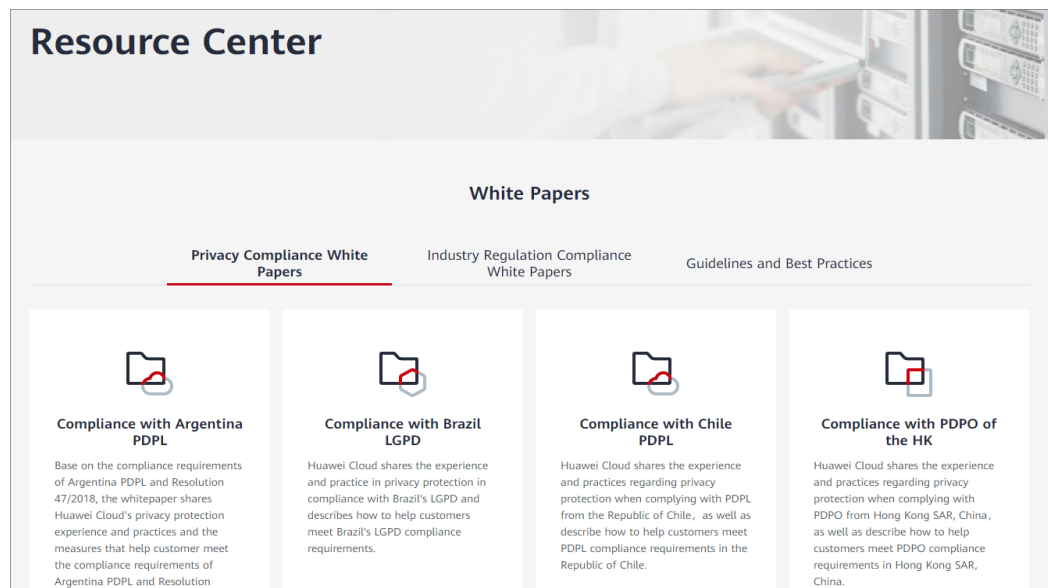 Resource Center
White Papers
Privacy Compliance White
Papers
Industry Regulation Compliance
White Papers
Guidelines and Best Practices
Compliance with Argentina
PDPL
Base on the compliance requirements
of Argentina PDPL and Resolution
47/2018, the whitepaper shares
Huawei Cloud's privacy protection
experience and practices and the
measures that help customer meet
the compliance requirements of
Argentina PDPL and Resolution
Compliance with Brazil
LGPD
Huawei Cloud shares the experience
and practice in privacy protection in
compliance with Brazil's LGPD and
describes how to help customers
meet Brazil's LGPD compliance
requirements.
Compliance with Chile
PDPL
Huawei Cloud shares the experience
and practices regarding privacy
protection when complying with PDPL
from the Republic of Chile，as well as
describe how to help customers meet
PDPL compliance requirements in the
Republic of Chile.
Compliance with PDPO of
the HK
Huawei Cloud shares the experience
and practices regarding privacy
protection when complying with
PDPO from Hong Kong SAR, China，
as well as describe how to help
customers meet PDPO compliance
requirements in Hong Kong SAR,
China.